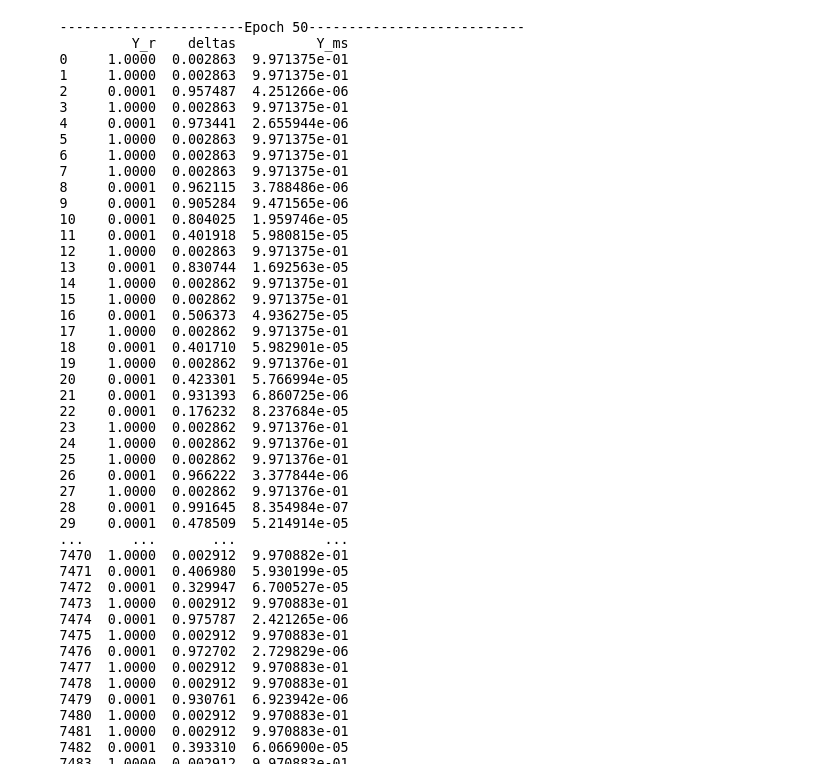 -----------------------Epoch 50---------------------------
Y_r deltas Y_ms
0 1.0000 0.002863 9.971375e-01
1 1.0000 0.002863 9.971375e-01
2 0.0001 0.957487 4.251266e-06
3 1.0000 0.002863 9.971375e-01
4 0.0001 0.973441 2.655944e-06
5 1.0000 0.002863 9.971375e-01
6 1.0000 0.002863 9.971375e-01
7 1.0000 0.002863 9.971375e-01
8 0.0001 0.962115 3.788486e-06
9 0.0001 0.905284 9.471565e-06
10 0.0001 0.804025 1.959746e-05
11 0.0001 0.401918 5.980815e-05
12 1.0000 0.002863 9.971375e-01
13 0.0001 0.830744 1.692563e-05
14 1.0000 0.002862 9.971375e-01
15 1.0000 0.002862 9.971375e-01
16 0.0001 0.506373 4.936275e-05
17 1.0000 0.002862 9.971375e-01
18 0.0001 0.401710 5.982901e-05
19 1.0000 0.002862 9.971376e-01
20 0.0001 0.423301 5.766994e-05
21 0.0001 0.931393 6.860725e-06
22 0.0001 0.176232 8.237684e-05
23 1.0000 0.002862 9.971376e-01
24 1.0000 0.002862 9.971376e-01
25 1.0000 0.002862 9.971376e-01
26 0.0001 0.966222 3.377844e-06
27 1.0000 0.002862 9.971376e-01
28 0.0001 0.991645 8.354984e-07
29 0.0001 0.478509 5.214914e-05
... ... ... ...
7470 1.0000 0.002912 9.970882e-01
7471 0.0001 0.406980 5.930199e-05
7472 0.0001 0.329947 6.700527e-05
7473 1.0000 0.002912 9.970883e-01
7474 0.0001 0.975787 2.421265e-06
7475 1.0000 0.002912 9.970883e-01
7476 0.0001 0.972702 2.729829e-06
7477 1.0000 0.002912 9.970883e-01
7478 1.0000 0.002912 9.970883e-01
7479 0.0001 0.930761 6.923942e-06
7480 1.0000 0.002912 9.970883e-01
7481 1.0000 0.002912 9.970883e-01
7482 0.0001 0.393310 6.066900e-05
7483 1.0000 0.002912 9.970883e-01